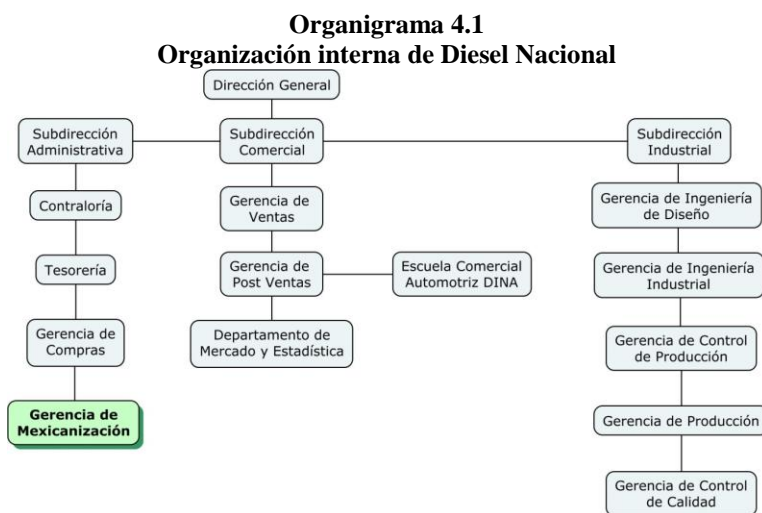 Organigrama 4.1
Organización interna de Diesel Nacional
Dirección General
Subdirección
Administrativa
Subdirección
Comercial
Subdirección
Industrial
Contraloría
Tesorería
Gerencia de
Compras
Gerencia de
Mexicanización
Gerencia de
Ventas
Gerencia de
Post Ventas
Escuela Comercial
Automotriz DINA
Departamento de
Mercado y Estadística
Gerencia de Ingeniería
de Diseño
Gerencia de Ingeniería
Industrial
Gerencia de Control
de Producción
Gerencia de Producción
Gerencia de Control
de Calidad